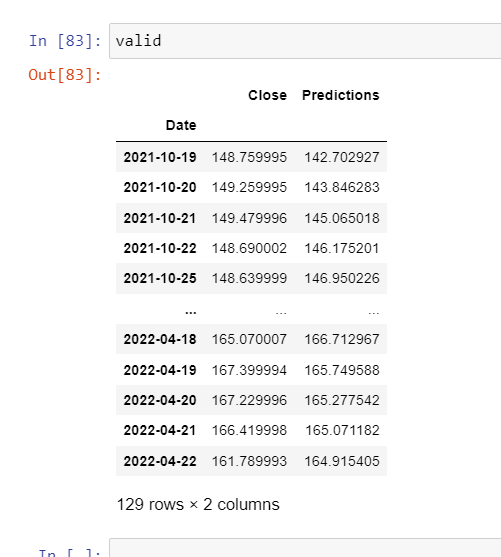 In [83]: valid
Out[83]:
Close Predictions
Date
2021-10-19 148.759995 142.702927
2021-10-20 149.259995 143.846283
2021-10-21 149.479996 145.065018
2021-10-22 148.690002 146.175201
2021-10-25 148.639999 146.950226
... ... ...
2022-04-18 165.070007 166.712967
2022-04-19 167.399994 165.749588
2022-04-20 167.229996 165.277542
2022-04-21 166.419998 165.071182
2022-04-22 161.789993 164.915405
129 rows × 2 columns
In [ ]: